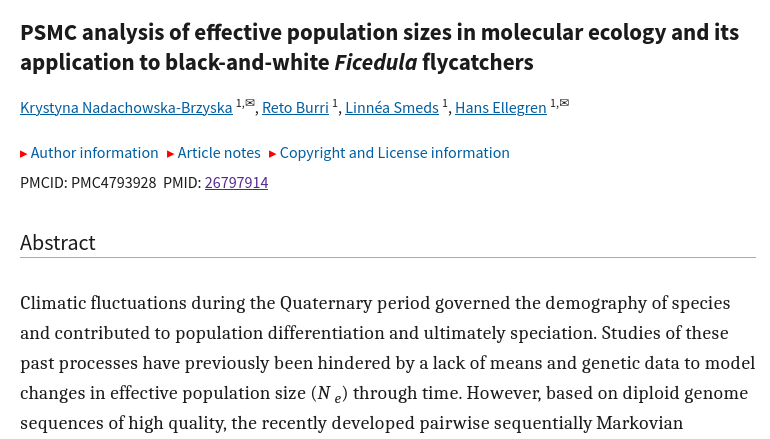 PSMC analysis of effective population sizes in molecular ecology and its
application to black-and-white Ficedula flycatchers
Krystyna Nadachowska-Brzyska 1,✉, Reto Burri 1, Linnéa Smeds 1, Hans Ellegren 1,✉
▸ Author information ▸ Article notes ▸ Copyright and License information
PMCID: PMC4793928 PMID: 26797914
Abstract
Climatic fluctuations during the Quaternary period governed the demography of species
and contributed to population differentiation and ultimately speciation. Studies of these
past processes have previously been hindered by a lack of means and genetic data to model
changes in effective population size (N e) through time. However, based on diploid genome
sequences of high quality, the recently developed pairwise sequentially Markovian